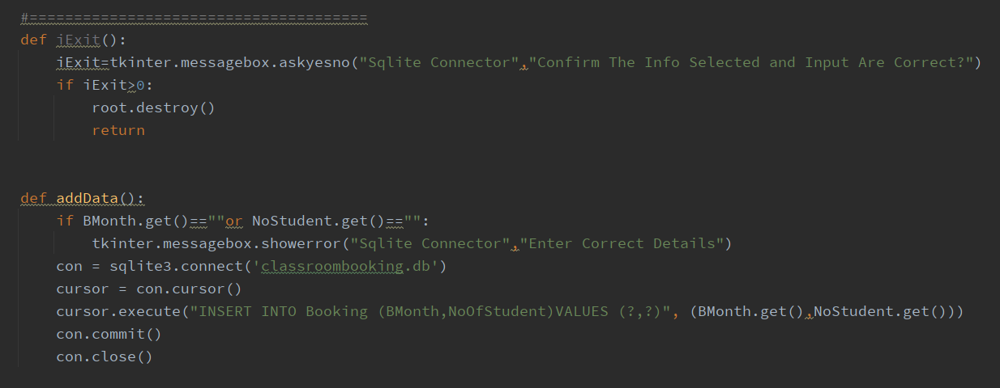 #======================================
def iExit():
    iExit=tkinter.messagebox.askyesno("Sqlite Connector","Confirm The Info Selected and Input Are Correct?")
    if iExit>0:
        root.destroy()
        return
def addData():
    if BMonth.get()==""or NoStudent.get()=="":
        tkinter.messagebox.showerror("Sqlite Connector","Enter Correct Details")
    con = sqlite3.connect('classroombooking.db')
    cursor = con.cursor()
    cursor.execute("INSERT INTO Booking (BMonth,NoOfStudent)VALUES (?,?)", (BMonth.get(),NoStudent.get()))
    con.commit()
    con.close()